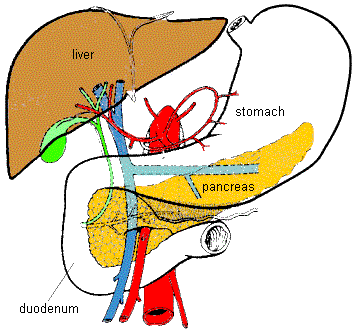 liver
stomach
pancreas
duodenum